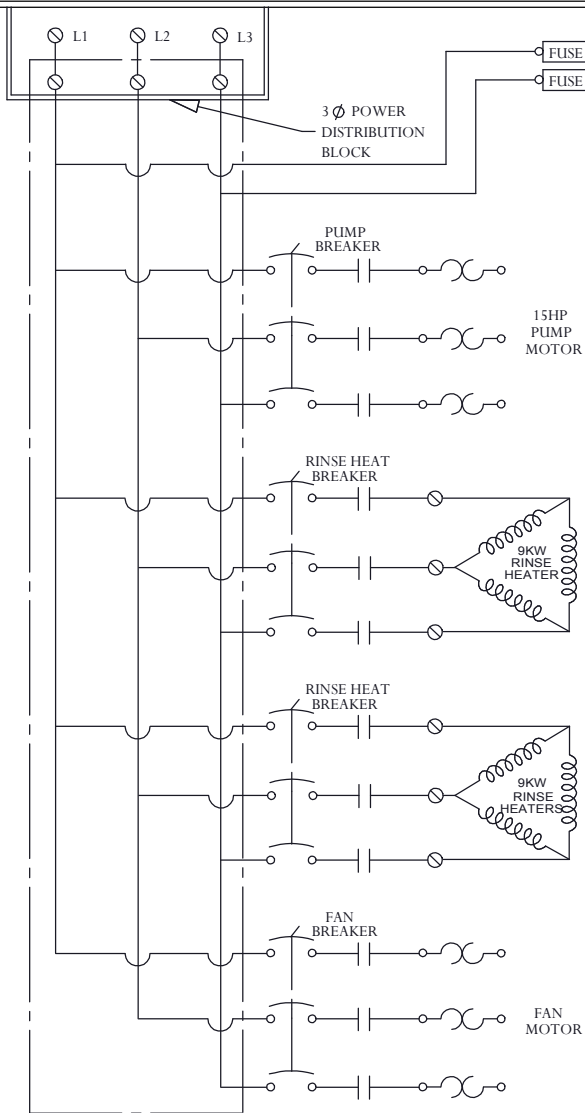 L1
L2
L3
FUSE
FUSE
3 Ø POWER
DISTRIBUTION
BLOCK
PUMP
BREAKER
15HP
PUMP
MOTOR
RINSE HEAT
BREAKER
9KW
RINSE
HEATER
RINSE HEAT
BREAKER
9KW
RINSE
HEATERS
FAN
BREAKER
FAN
MOTOR